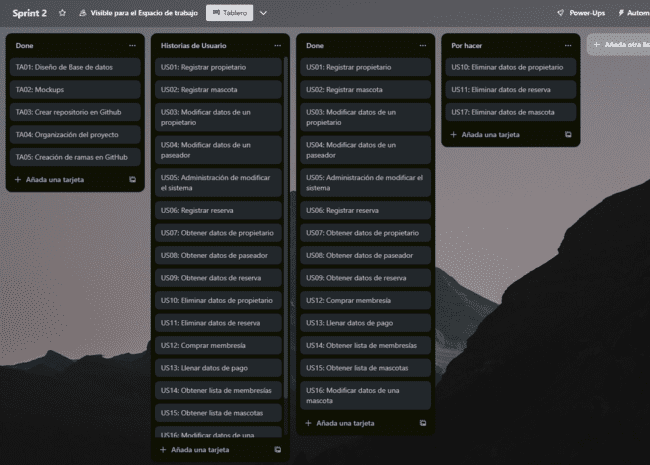 Sprint 2
Visible para el Espacio de trabajo
Tablero
Power-Ups
Autom
Done
TA01: Diseño de Base de datos
TA02: Mockups
TA03: Crear repositorio en Github
TA04: Organización del proyecto
TA05: Creación de ramas en GitHub
+ Añada una tarjeta
Historias de Usuario
US01: Registrar propietario
US02: Registrar mascota
US03: Modificar datos de un
propietario
US04: Modificar datos de un
paseador
US05: Administración de modificar
el sistema
US06: Registrar reserva
US07: Obtener datos de propietario
US08: Obtener datos de paseador
US09: Obtener datos de reserva
US10: Eliminar datos de propietario
US11: Eliminar datos de reserva
US12: Comprar membresía
US13: Llenar datos de pago
US14: Obtener lista de membresías
US15: Obtener lista de mascotas
US16: Modificar datos de una
+ Añada una tarjeta
Done
US01: Registrar propietario
US02: Registrar mascota
US03: Modificar datos de un
propietario
US04: Modificar datos de un
paseador
US05: Administración de modificar
el sistema
US06: Registrar reserva
US07: Obtener datos de propietario
US08: Obtener datos de paseador
US09: Obtener datos de reserva
US12: Comprar membresía
US13: Llenar datos de pago
US14: Obtener lista de membresías
US15: Obtener lista de mascotas
US16: Modificar datos de una
mascota
+ Añada una tarjeta
Por hacer
US10: Eliminar datos de propietario
US11: Eliminar datos de reserva
US17: Eliminar datos de mascota
+ Añada una tarjeta
+ Añada otra lis